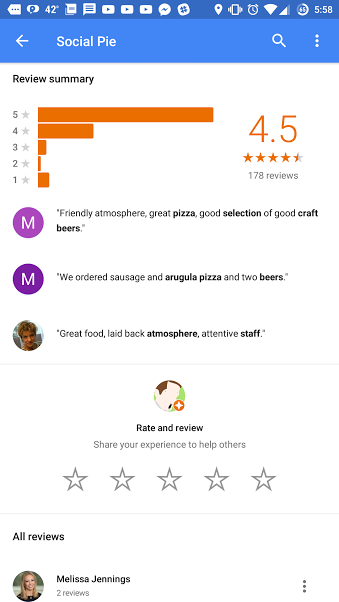 42° 5:58
Social Pie
Review summary
5
4
3
2
1
4.5
178 reviews
M
"Friendly atmosphere, great pizza, good selection of good craft
beers."
M
"We ordered sausage and arugula pizza and two beers."
"Great food, laid back atmosphere, attentive staff."
Rate and review
Share your experience to help others
All reviews
Melissa Jennings
2 reviews